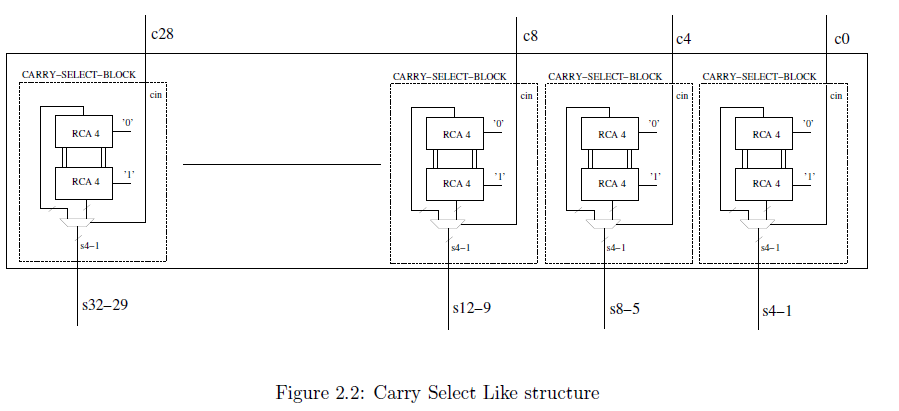 c28
c8
c4
c0
CARRY–SELECT–BLOCK
cin
'0'
RCA 4
'1'
RCA 4
s4–1
s32–29
CARRY–SELECT–BLOCK
cin
'0'
RCA 4
'1'
RCA 4
s4–1
s12–9
CARRY–SELECT–BLOCK
cin
'0'
RCA 4
'1'
RCA 4
s4–1
s8–5
CARRY–SELECT–BLOCK
cin
'0'
RCA 4
'1'
RCA 4
s4–1
s4–1
Figure 2.2: Carry Select Like structure